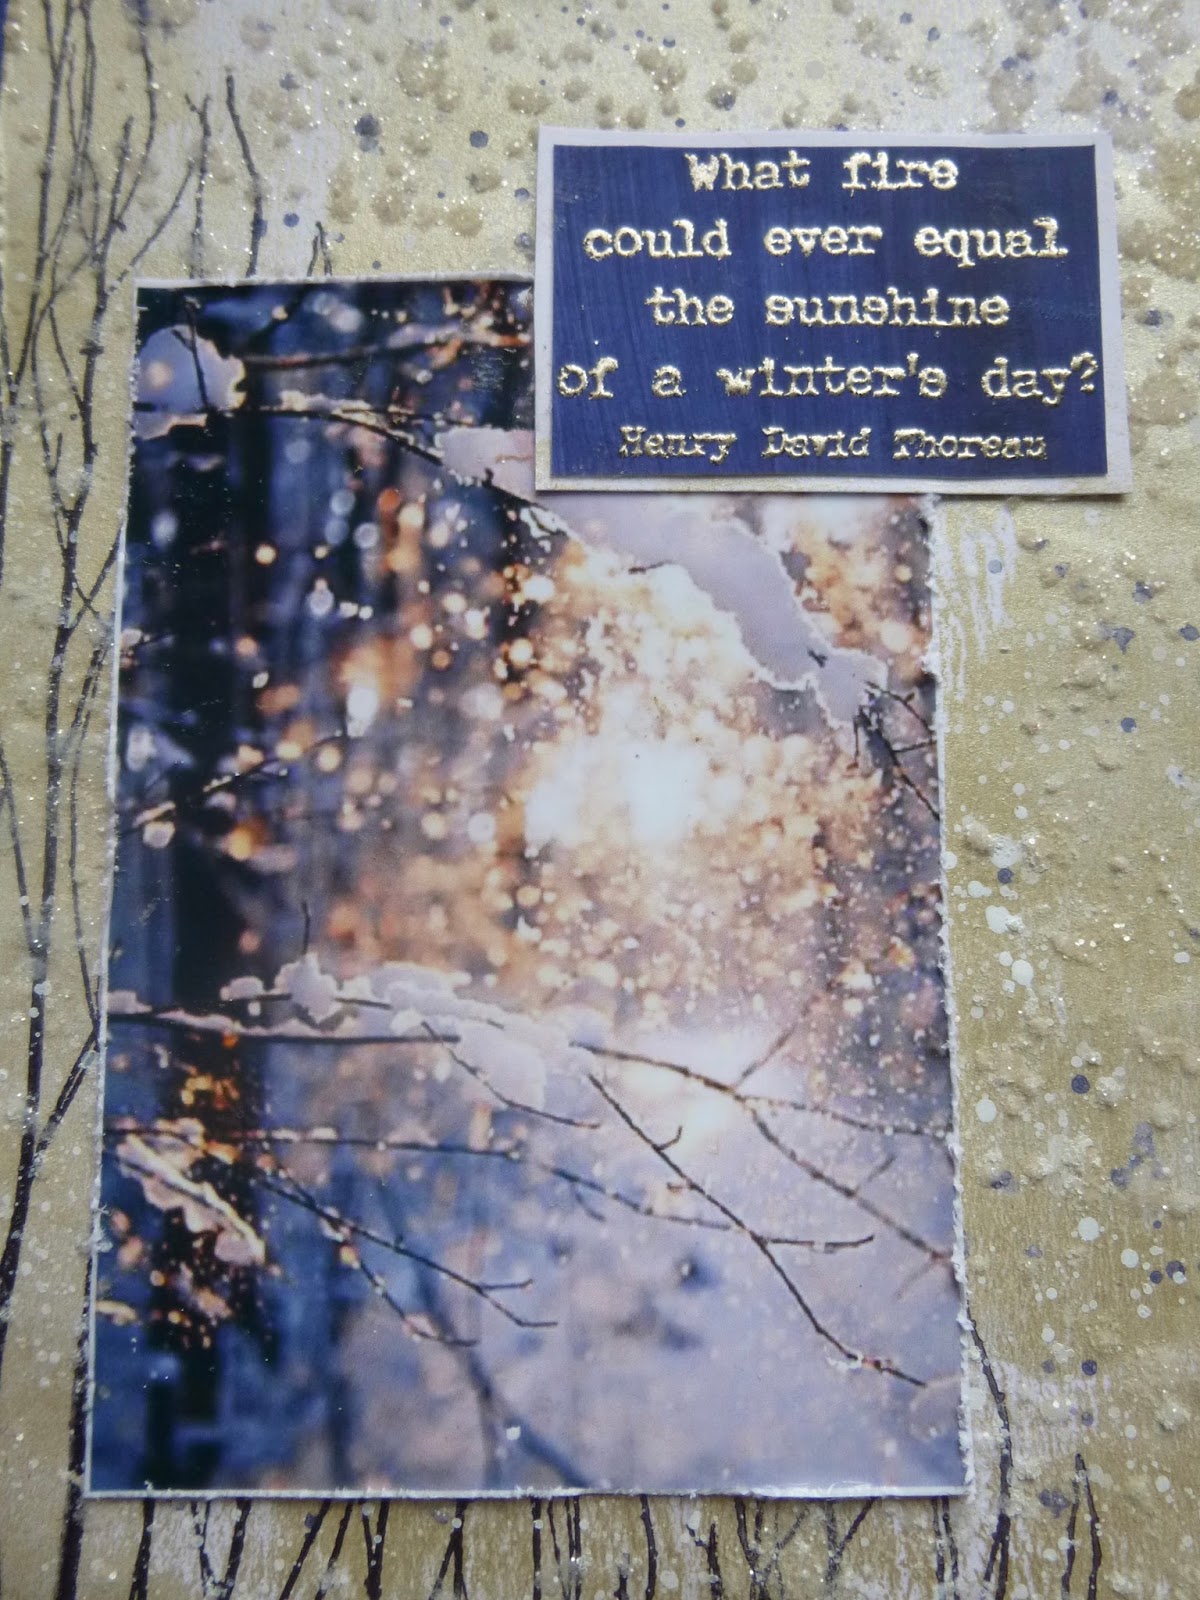 What fire
could ever equal
the sunshine
of a winter's day?
Henry David Thoreau